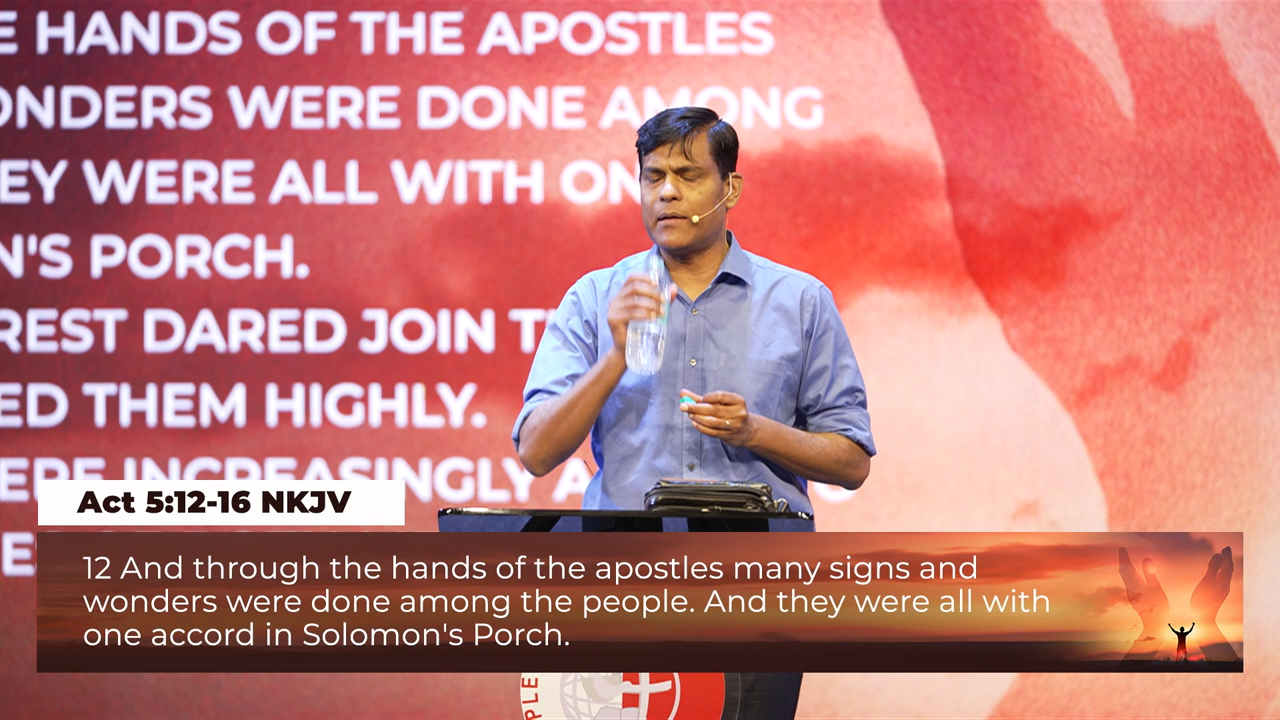 E HANDS OF THE APOSTLES
ONDERS WERE DONE AMONG
EY WERE ALL WITH ON
N'S PORCH.
REST DARED JOIN T
ED THEM HIGHLY.
INCREASINGLY A
Act 5:12-16 NKJV
12 And through the hands of the apostles many signs and
wonders were done among the people. And they were all with
one accord in Solomon's Porch.
PLE